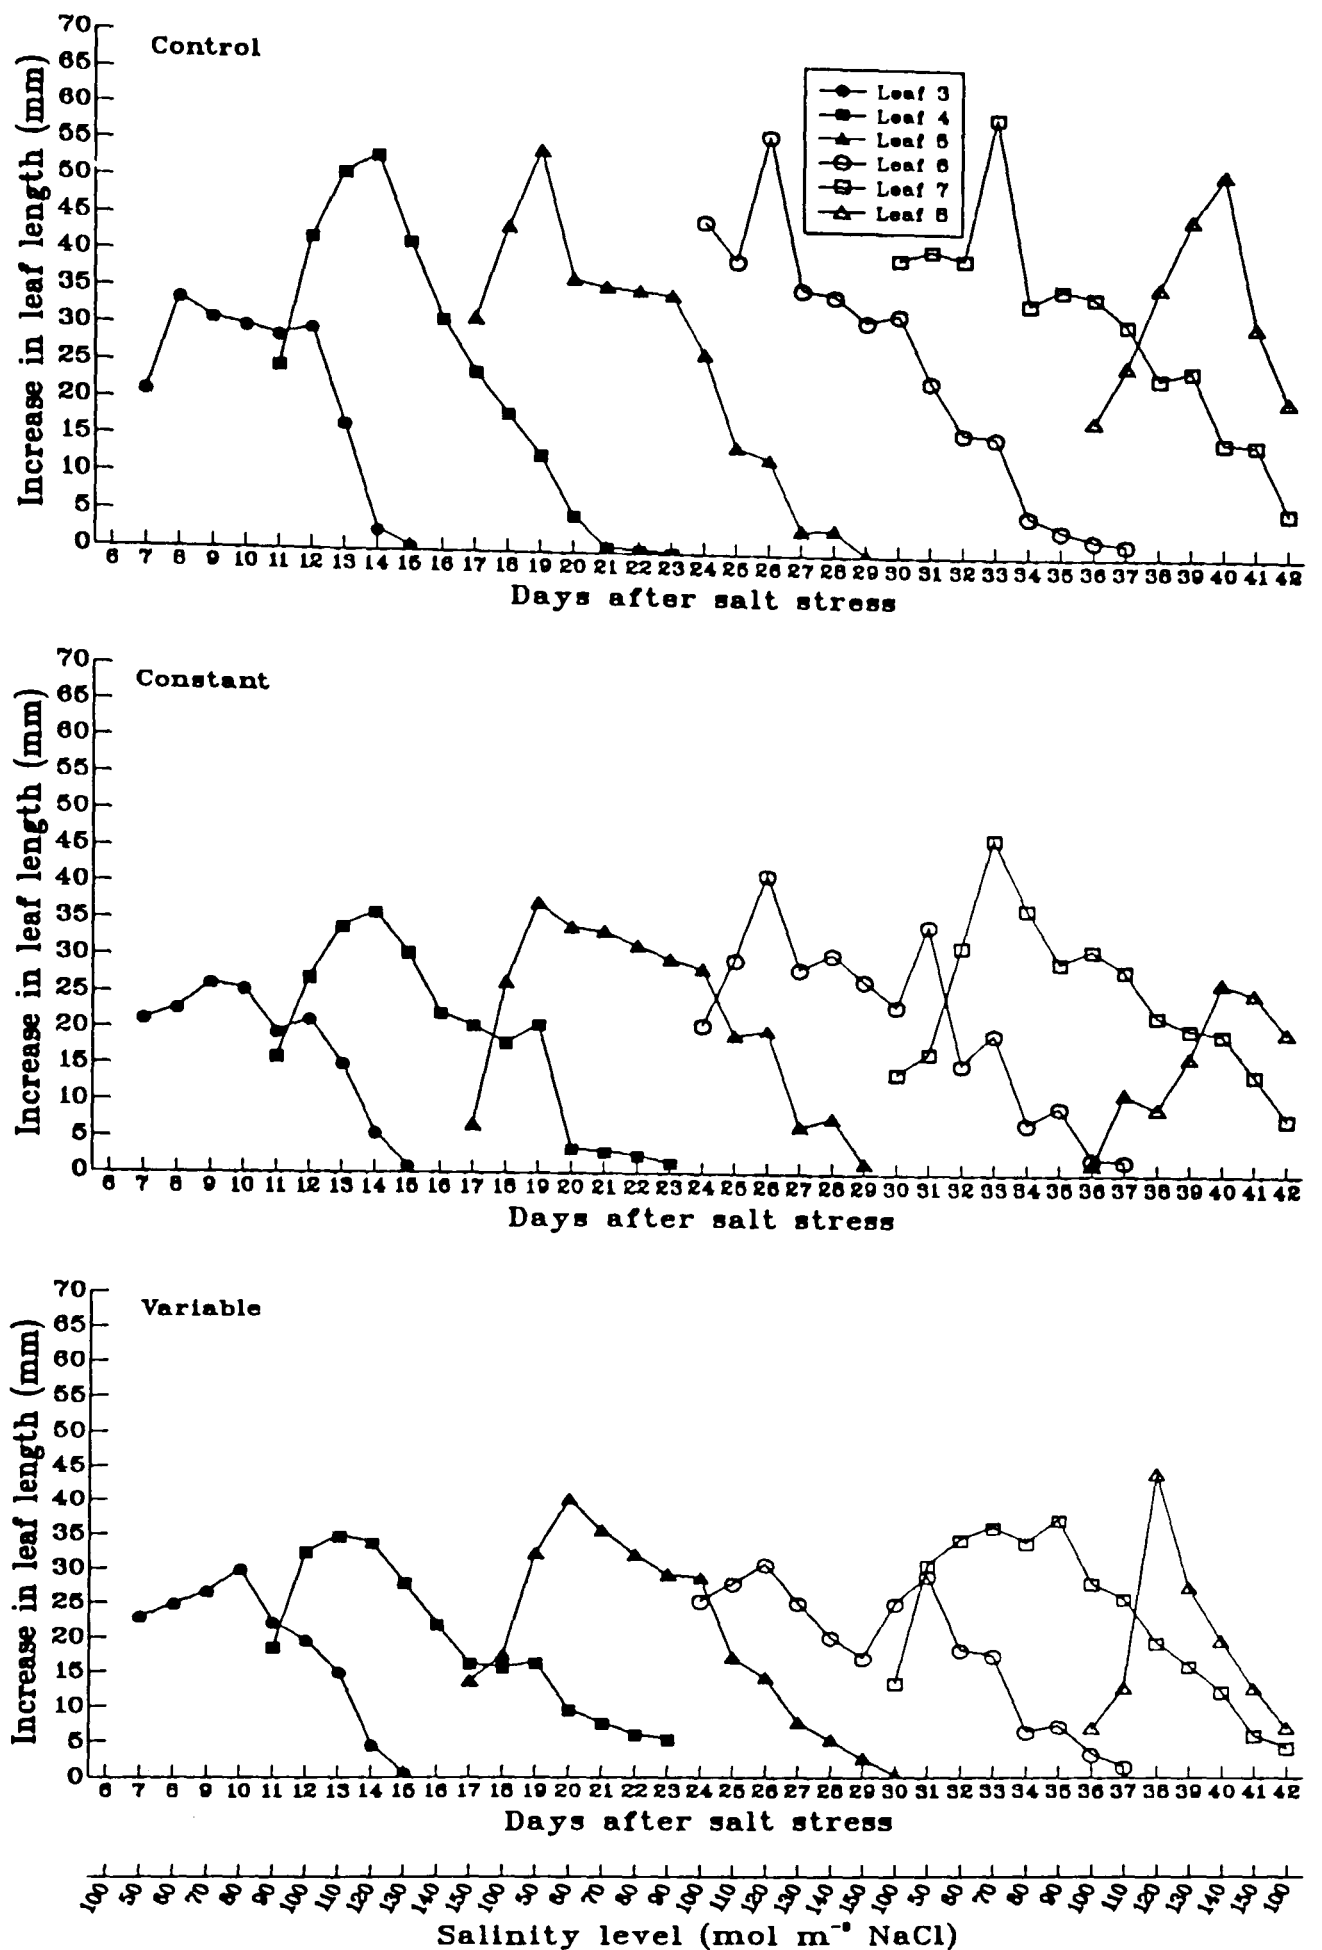 Control
Increase in leaf length (mm)
70
65
60
55
50
45
40
35
30
25
20
15
10
5
0
Leaf 3
Leaf 4
Leaf 5
Leaf 6
Leaf 7
Leaf 8
6 7 8 9 10 11 12 13 14 15 16 17 18 19 20 21 22 23 24 25 26 27 28 29 30 31 32 33 34 35 36 37 38 39 40 41 42
Days after salt stress
Constant
Increase in leaf length (mm)
70
65
60
55
50
45
40
35
30
25
20
15
10
5
0
6 7 8 9 10 11 12 13 14 15 16 17 18 19 20 21 22 23 24 25 26 27 28 29 30 31 32 33 34 35 36 37 38 39 40 41 42
Days after salt stress
Variable
Increase in leaf length (mm)
70
65
60
55
50
45
40
35
30
25
20
15
10
5
0
6 7 8 9 10 11 12 13 14 15 16 17 18 19 20 21 22 23 24 25 26 27 28 29 30 31 32 33 34 35 36 37 38 39 40 41 42
Days after salt stress
100 50 60 70 80 90 100 110 120 130 140 150 100 50 60 70 80 90 100 110 120 130 140 150 100 50 60 70 80 90 100 110 120 130 140 150 100
Salinity level (mol m⁻³ NaCl)